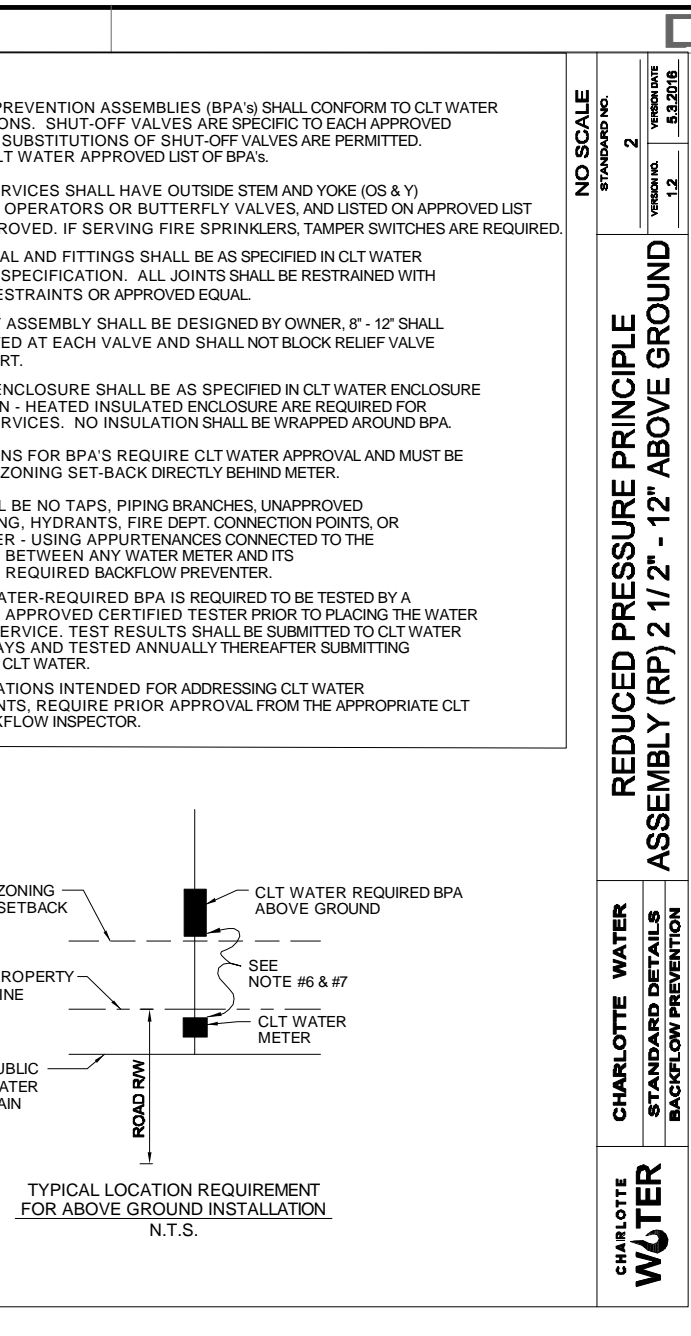 PREVENTION ASSEMBLIES (BPA's) SHALL CONFORM TO CLT WATER
ONS. SHUT-OFF VALVES ARE SPECIFIC TO EACH APPROVED
SUBSTITUTIONS OF SHUT-OFF VALVES ARE PERMITTED.
LT WATER APPROVED LIST OF BPA's.
ERVICES SHALL HAVE OUTSIDE STEM AND YOKE (OS & Y)
OPERATORS OR BUTTERFLY VALVES, AND LISTED ON APPROVED LIST
ROVED. IF SERVING FIRE SPRINKLERS, TAMPER SWITCHES ARE REQUIRED.
AL AND FITTINGS SHALL BE AS SPECIFIED IN CLT WATER
SPECIFICATION. ALL JOINTS SHALL BE RESTRAINED WITH
ESTRAINTS OR APPROVED EQUAL.
ASSEMBLY SHALL BE DESIGNED BY OWNER, 8" - 12" SHALL
ED AT EACH VALVE AND SHALL NOT BLOCK RELIEF VALVE
RT.
ENCLOSURE SHALL BE AS SPECIFIED IN CLT WATER ENCLOSURE
N - HEATED INSULATED ENCLOSURE ARE REQUIRED FOR
RVICES. NO INSULATION SHALL BE WRAPPED AROUND BPA.
NS FOR BPA'S REQUIRE CLT WATER APPROVAL AND MUST BE
ZONING SET-BACK DIRECTLY BEHIND METER.
L BE NO TAPS, PIPING BRANCHES, UNAPPROVED
NG, HYDRANTS, FIRE DEPT. CONNECTION POINTS, OR
ER - USING APPURTENANCES CONNECTED TO THE
BETWEEN ANY WATER METER AND ITS
REQUIRED BACKFLOW PREVENTER.
ATER-REQUIRED BPA IS REQUIRED TO BE TESTED BY A
APPROVED CERTIFIED TESTER PRIOR TO PLACING THE WATER
ERVICE. TEST RESULTS SHALL BE SUBMITTED TO CLT WATER
AYS AND TESTED ANNUALLY THEREAFTER SUBMITTING
CLT WATER.
ATIONS INTENDED FOR ADDRESSING CLT WATER
NTS, REQUIRE PRIOR APPROVAL FROM THE APPROPRIATE CLT
KFLOW INSPECTOR.
ZONING
SETBACK
CLT WATER REQUIRED BPA
ABOVE GROUND
SEE
NOTE #6 & #7
ROPERTY
INE
CLT WATER
METER
UBLIC
ATER
AIN
ROAD R/W
TYPICAL LOCATION REQUIREMENT
FOR ABOVE GROUND INSTALLATION
N.T.S.
NO SCALE
STANDARD NO.
2
VERSION NO.
1.2
VERSION DATE
5.3.2016
REDUCED PRESSURE PRINCIPLE
ASSEMBLY (RP) 2 1/2" - 12" ABOVE GROUND
CHARLOTTE WATER
STANDARD DETAILS
BACKFLOW PREVENTION
CHARLOTTE
WATER